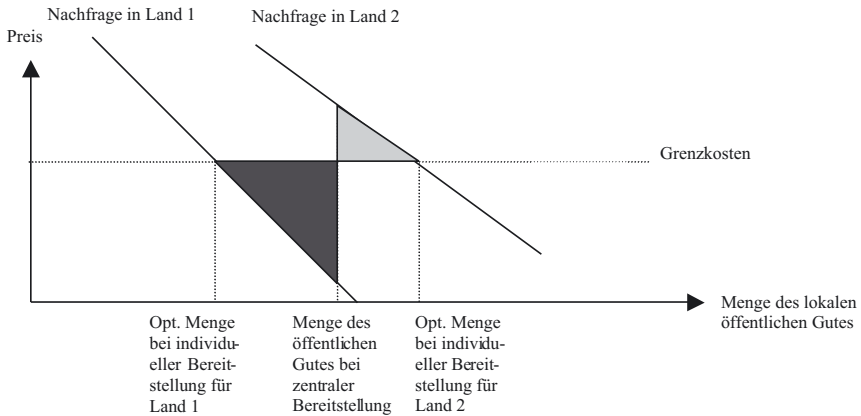 Nachfrage in Land 1
Nachfrage in Land 2
Preis
Grenzkosten
Menge des lokalen
öffentlichen Gutes
Opt. Menge
bei individu-
eller Bereit-
stellung für
Land 1
Menge des
öffentlichen
Gutes bei
zentraler
Bereitstellung
Opt. Menge
bei individu-
eller Bereit-
stellung für
Land 2